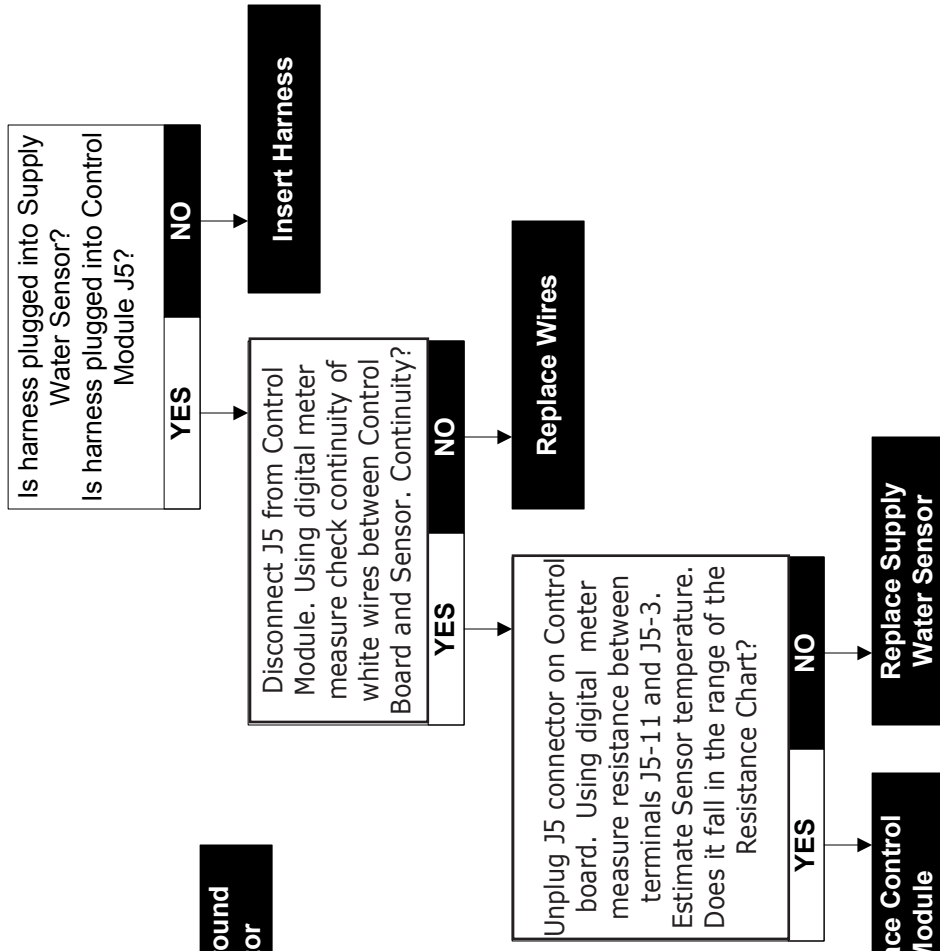 Is harness plugged into Supply
Water Sensor?
Is harness plugged into Control
Module J5?
YES
NO
Insert Harness
Disconnect J5 from Control
Module. Using digital meter
measure check continuity of
white wires between Control
Board and Sensor. Continuity?
YES
NO
Replace Wires
Unplug J5 connector on Control
board. Using digital meter
measure resistance between
terminals J5-11 and J5-3.
Estimate Sensor temperature.
Does it fall in the range of the
Resistance Chart?
YES
NO
Replace Supply
Water Sensor
Control